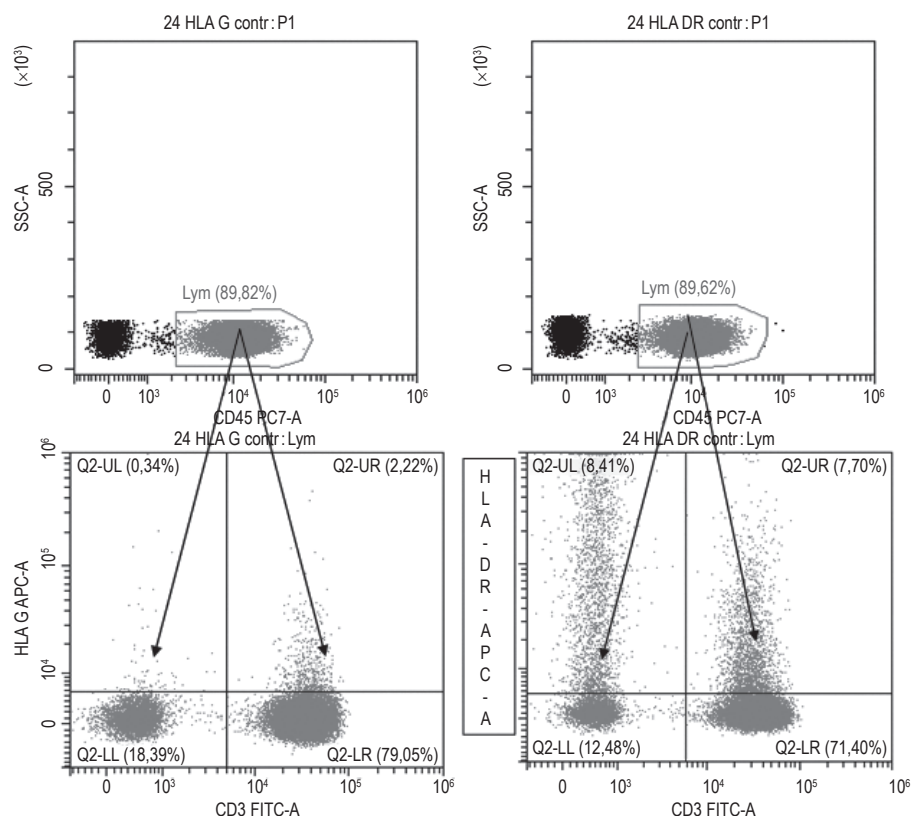 24 HLA G contr: P1
(×10³)
SSC-A
500
0
Lym (89,82%)
0 10³ 10⁴ 10⁵ 10⁶
CD45 PC7-A
24 HLA DR contr: P1
(×10³)
SSC-A
500
0
Lym (89,62%)
0 10³ 10⁴ 10⁵ 10⁶
CD45 PC7-A
24 HLA G contr: Lym
HLA G APC-A
10⁶
10⁵
10⁴
0
Q2-UL (0,34%)
Q2-UR (2,22%)
Q2-LL (18,39%)
Q2-LR (79,05%)
0 10³ 10⁴ 10⁵ 10⁶
CD3 FITC-A
24 HLA DR contr: Lym
HLA-DR-APC-A
Q2-UL (8,41%)
Q2-UR (7,70%)
Q2-LL (12,48%)
Q2-LR (71,40%)
0 10³ 10⁴ 10⁵ 10⁶
CD3 FITC-A